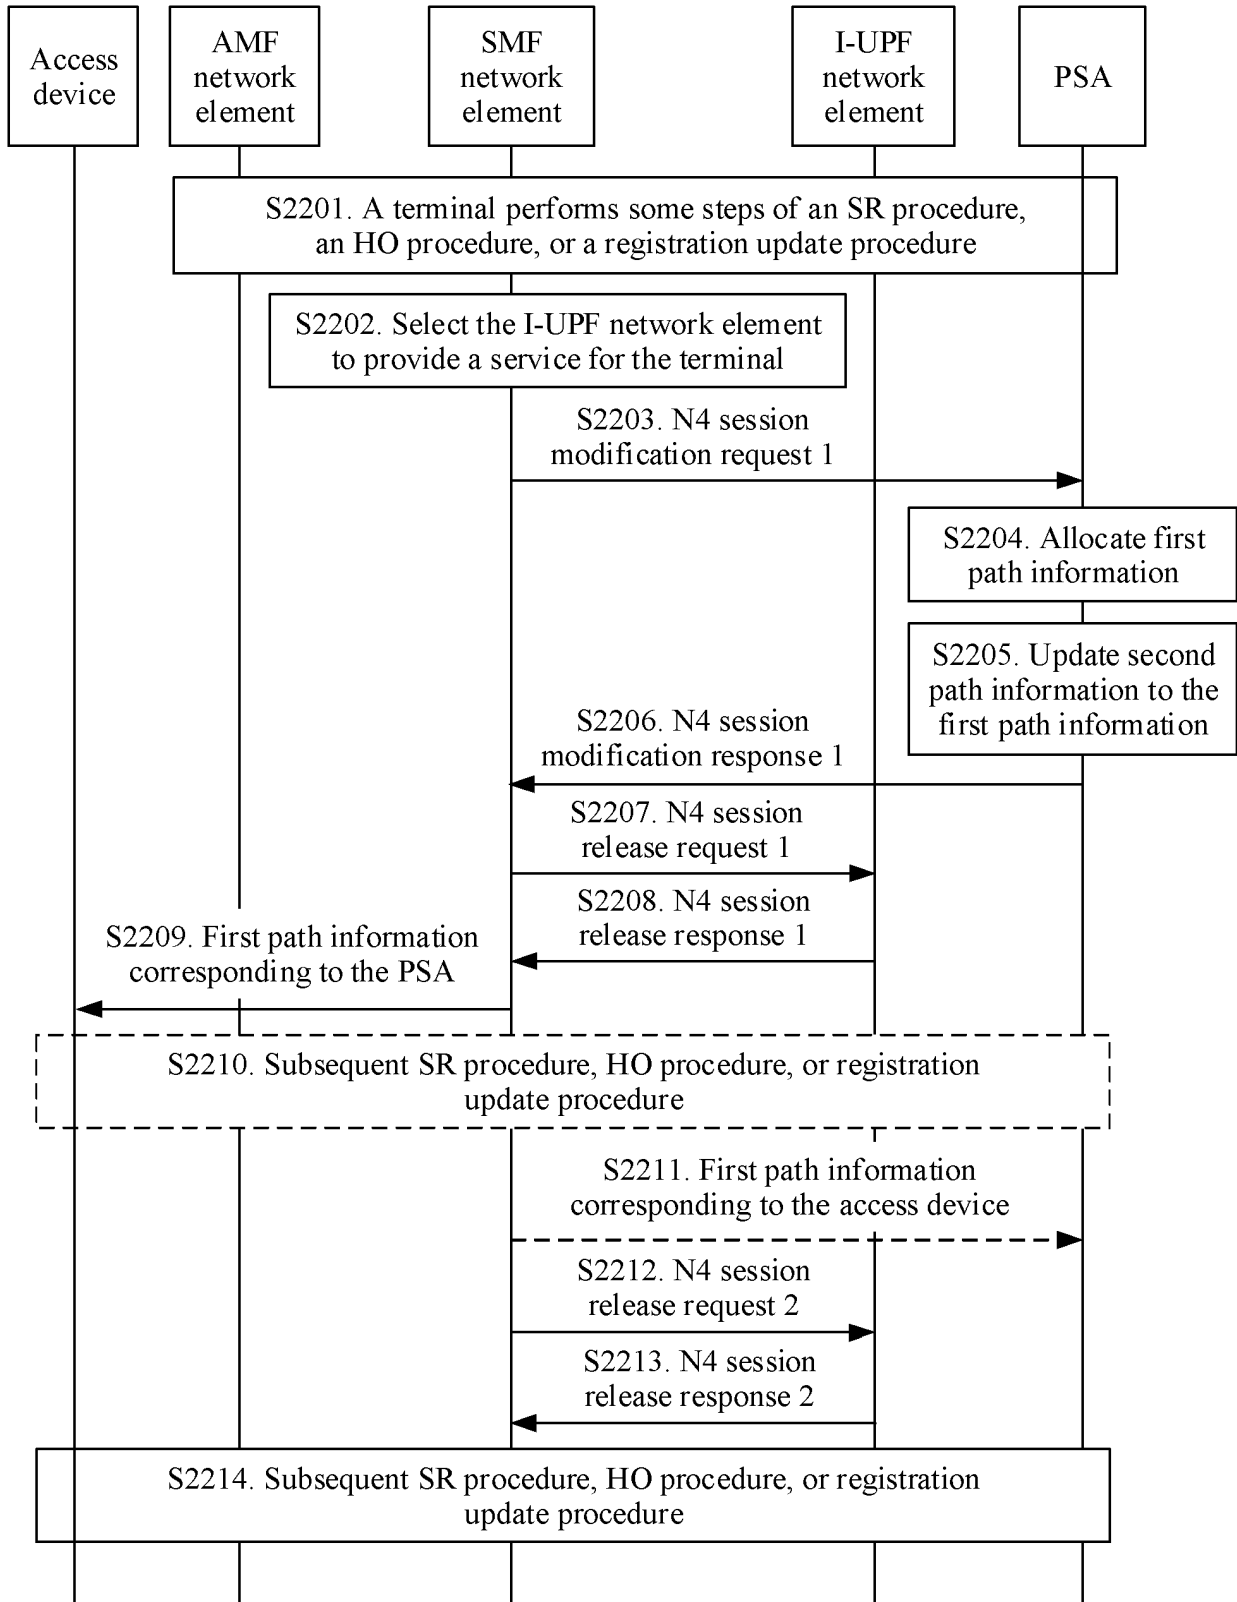 Access
device
AMF
network
element
SMF
network
element
I-UPF
network
element
PSA
S2201. A terminal performs some steps of an SR procedure,
an HO procedure, or a registration update procedure
S2202. Select the I-UPF network element
to provide a service for the terminal
S2203. N4 session
modification request 1
S2204. Allocate first
path information
S2205. Update second
path information to the
first path information
S2206. N4 session
modification response 1
S2207. N4 session
release request 1
S2208. N4 session
release response 1
S2209. First path information
corresponding to the PSA
S2210. Subsequent SR procedure, HO procedure, or registration
update procedure
S2211. First path information
corresponding to the access device
S2212. N4 session
release request 2
S2213. N4 session
release response 2
S2214. Subsequent SR procedure, HO procedure, or registration
update procedure